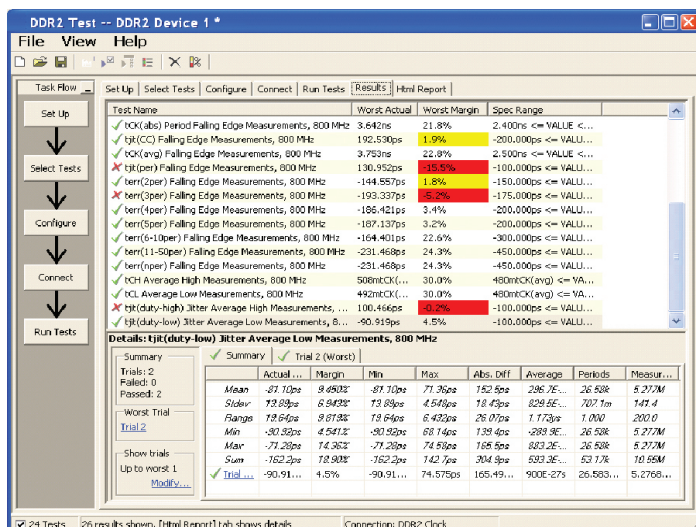 DDR2 Test -- DDR2 Device 1 *
File View Help
Task Flow
Set Up
Select Tests
Configure
Connect
Run Tests
Set Up Select Tests Configure Connect Run Tests Results Html Report
Test Name Worst Actual Worst Margin Spec Range
tCK(abs) Period Falling Edge Measurements, 800 MHz 3.642ns 21.8% 2.400ns <= VALUE <...
tjit(CC) Falling Edge Measurements, 800 MHz 192.530ps 1.9% -200.000ps <= VALU...
tCK(avg) Falling Edge Measurements, 800 MHz 3.753ns 22.8% 2.500ns <= VALUE <...
tjit(per) Falling Edge Measurements, 800 MHz 130.952ps -15.5% -100.000ps <= VALU...
terr(2per) Falling Edge Measurements, 800 MHz -144.557ps 1.8% -150.000ps <= VALU...
terr(3per) Falling Edge Measurements, 800 MHz -193.337ps -5.2% -175.000ps <= VALU...
terr(4per) Falling Edge Measurements, 800 MHz -186.421ps 3.4% -200.000ps <= VALU...
terr(5per) Falling Edge Measurements, 800 MHz -187.137ps 3.2% -200.000ps <= VALU...
terr(6-10per) Falling Edge Measurements, 800 MHz -164.401ps 22.6% -300.000ps <= VALU...
terr(11-50per) Falling Edge Measurements, 800 MHz -231.468ps 24.3% -450.000ps <= VALU...
terr(nper) Falling Edge Measurements, 800 MHz -231.468ps 24.3% -450.000ps <= VALU...
tCH Average High Measurements, 800 MHz 508mtCK(... 30.0% 480mtCK(avg) <= VA...
tCL Average Low Measurements, 800 MHz 492mtCK(... 30.0% 480mtCK(avg) <= VA...
tjit(duty-high) Jitter Average High Measurements, ... 100.466ps -0.2% -100.000ps <= VALU...
tjit(duty-low) Jitter Average Low Measurements, 8... -90.919ps 4.5% -100.000ps <= VALU...
Details: tjit(duty-low) Jitter Average Low Measurements, 800 MHz
Summary
Trials: 2
Failed: 0
Passed: 2
Worst Trial
Trial 2
Show trials
Up to worst 1
Modify...
Summary Trial 2 (Worst)
Actual ... Margin Min Max Abs. Diff Average Periods Measur...
Mean -81.10ps 9.450% -81.10ps 71.36ps 152.5ps 296.7E-... 26.58k 5.277M
Stdev 13.89ps 6.943% 13.89ps 4.548ps 18.43ps 829.5E-... 707.1m 141.4
Range 19.64ps 9.819% 19.64ps 6.432ps 26.07ps 1.173ps 1.000 200.0
Min -90.92ps 4.541% -90.92ps 68.14ps 139.4ps -289.9E... 26.58k 5.277M
Max -71.28ps 14.36% -71.28ps 74.58ps 165.5ps 883.2E-... 26.58k 5.277M
Sum -162.2ps 18.90% -162.2ps 142.7ps 304.9ps 593.3E-... 53.17k 10.55M
Trial ... -90.91... 4.5% -90.91... 74.575ps 165.49... 900E-27s 26.583... 5.2768...
24 Tests 26 results shown. [Html Report] tab shows details Connection: DDR2 Clock